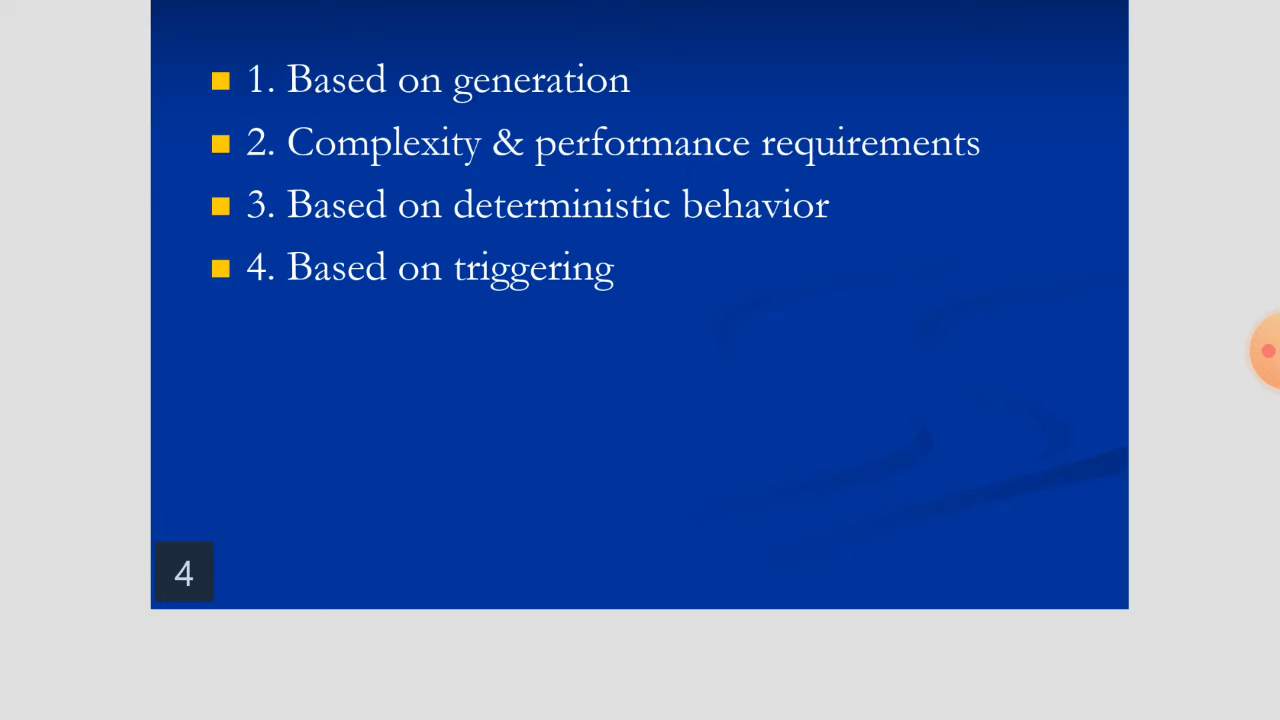 1. Based on generation
2. Complexity & performance requirements
3. Based on deterministic behavior
4. Based on triggering
4